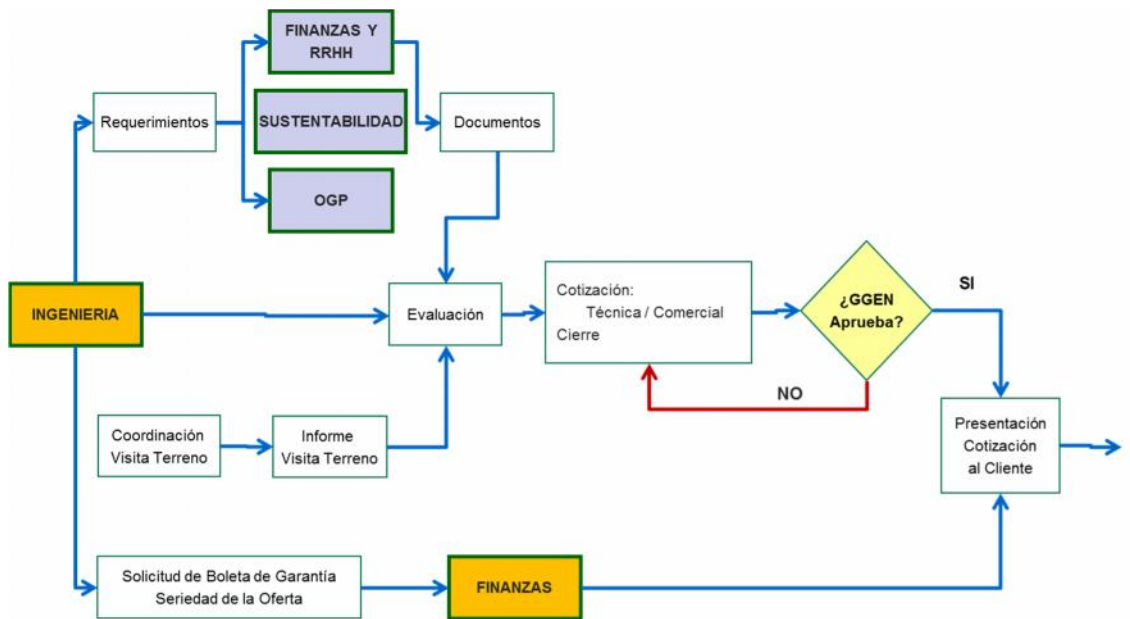 FINANZAS Y
RRHH
Requerimientos
SUSTENTABILIDAD
Documentos
OGP
INGENIERIA
Evaluación
Cotización:
Técnica / Comercial
Cierre
¿GGEN
Aprueba?
SI
NO
Coordinación
Visita Terreno
Informe
Visita Terreno
Presentación
Cotización
al Cliente
Solicitud de Boleta de Garantía
Seriedad de la Oferta
FINANZAS